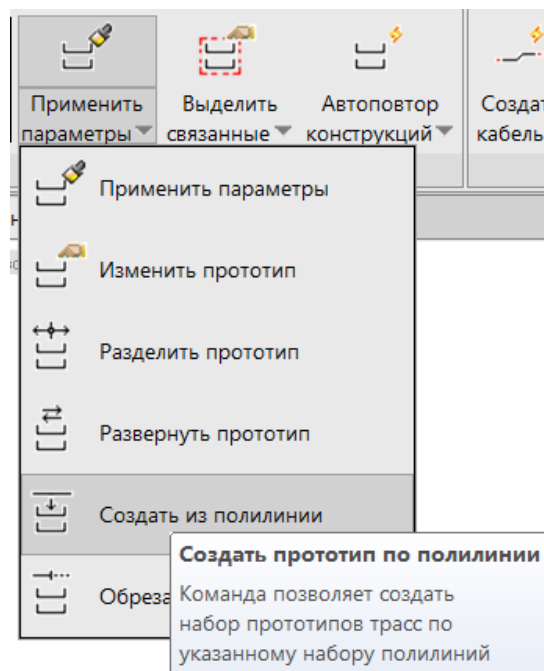 Применить Выделить Автоповтор Создат
параметры связанные конструкций кабель
Применить параметры
Изменить прототип
Разделить прототип
Развернуть прототип
Создать из полилинии
Создать прототип по полилинии
Обреза
Команда позволяет создать
набор прототипов трасс по
указанному набору полилиний